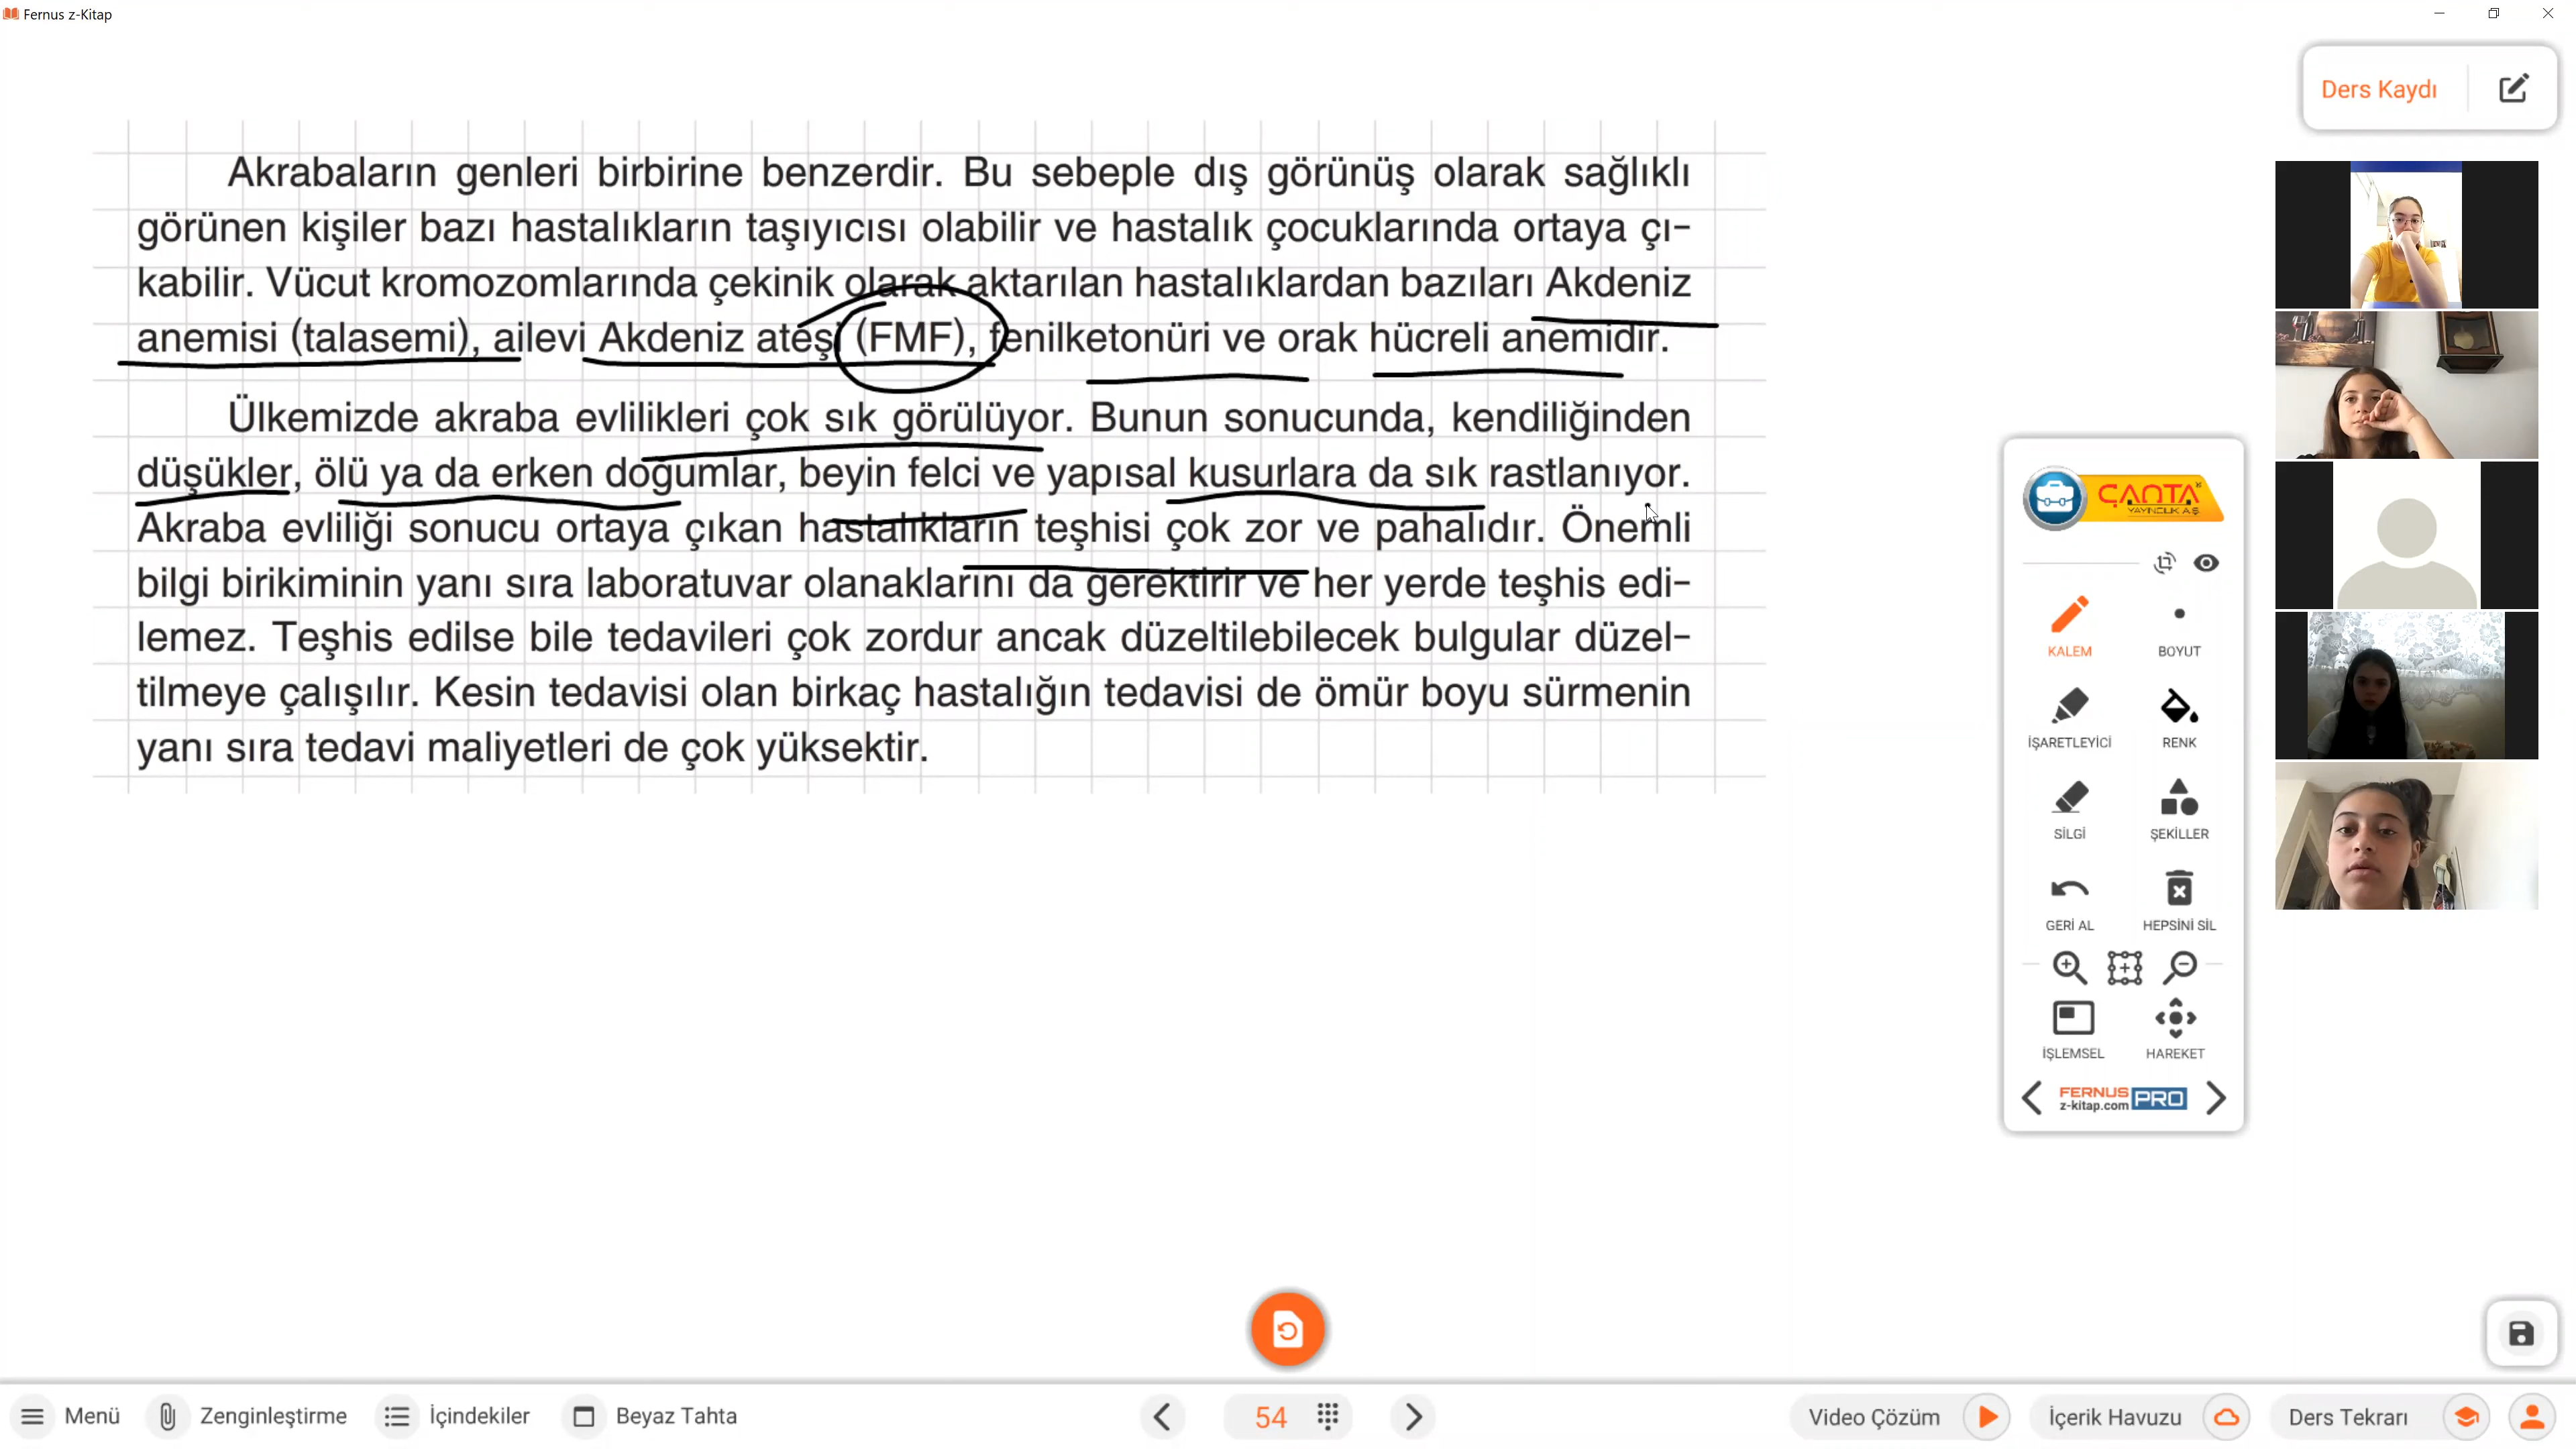 Fernus z-Kitap
Ders Kaydı
Akrabaların genleri birbirine benzerdir. Bu sebeple dış görünüş olarak sağlıklı
görünen kişiler bazı hastalıkların taşıyıcısı olabilir ve hastalık çocuklarında ortaya çı-
kabilir. Vücut kromozomlarında çekinik olarak aktarılan hastalıklardan bazıları Akdeniz
anemisi (talasemi), ailevi Akdeniz ateşi (FMF), fenilketonüri ve orak hücreli anemidir.
Ülkemizde akraba evlilikleri çok sık görülüyor. Bunun sonucunda, kendiliğinden
düşükler, ölü ya da erken doğumlar, beyin felci ve yapısal kusurlara da sık rastlanıyor.
Akraba evliliği sonucu ortaya çıkan hastalıkların teşhisi çok zor ve pahalıdır. Önemli
bilgi birikiminin yanı sıra laboratuvar olanaklarını da gerektirir ve her yerde teşhis edi-
lemez. Teşhis edilse bile tedavileri çok zordur ancak düzeltilebilecek bulgular düzel-
tilmeye çalışılır. Kesin tedavisi olan birkaç hastalığın tedavisi de ömür boyu sürmenin
yanı sıra tedavi maliyetleri de çok yüksektir.
ÇANTA
YAYINCILIK A.Ş.
KALEM BOYUT
İŞARETLEYİCİ RENK
SİLGİ ŞEKİLLER
GERİ AL HEPSİNİ SİL
İŞLEMSEL HAREKET
FERNUS PRO
z-kitap.com
Menü Zenginleştirme İçindekiler Beyaz Tahta 54 Video Çözüm İçerik Havuzu Ders Tekrarı